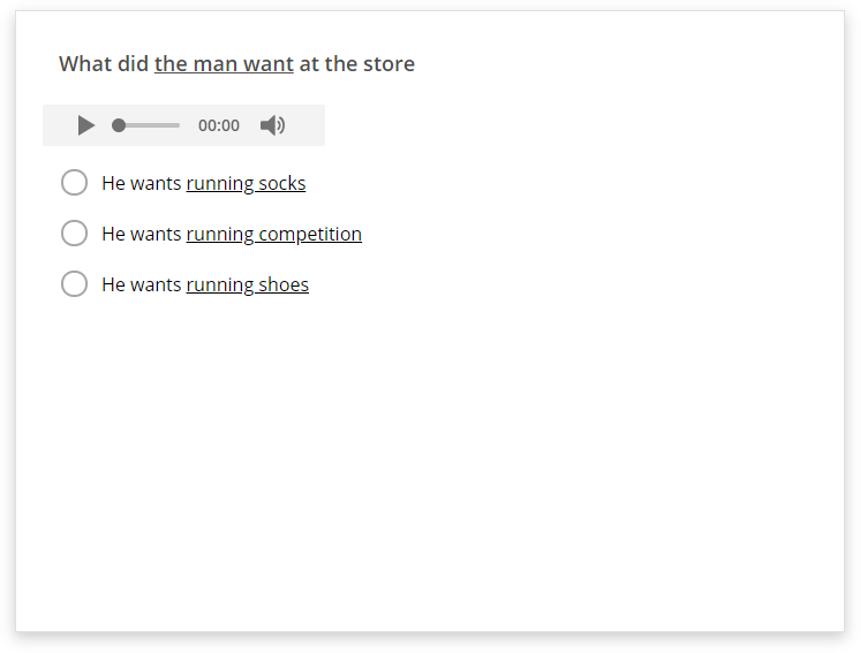 What did the man want at the store
00:00
He wants running socks
He wants running competition
He wants running shoes